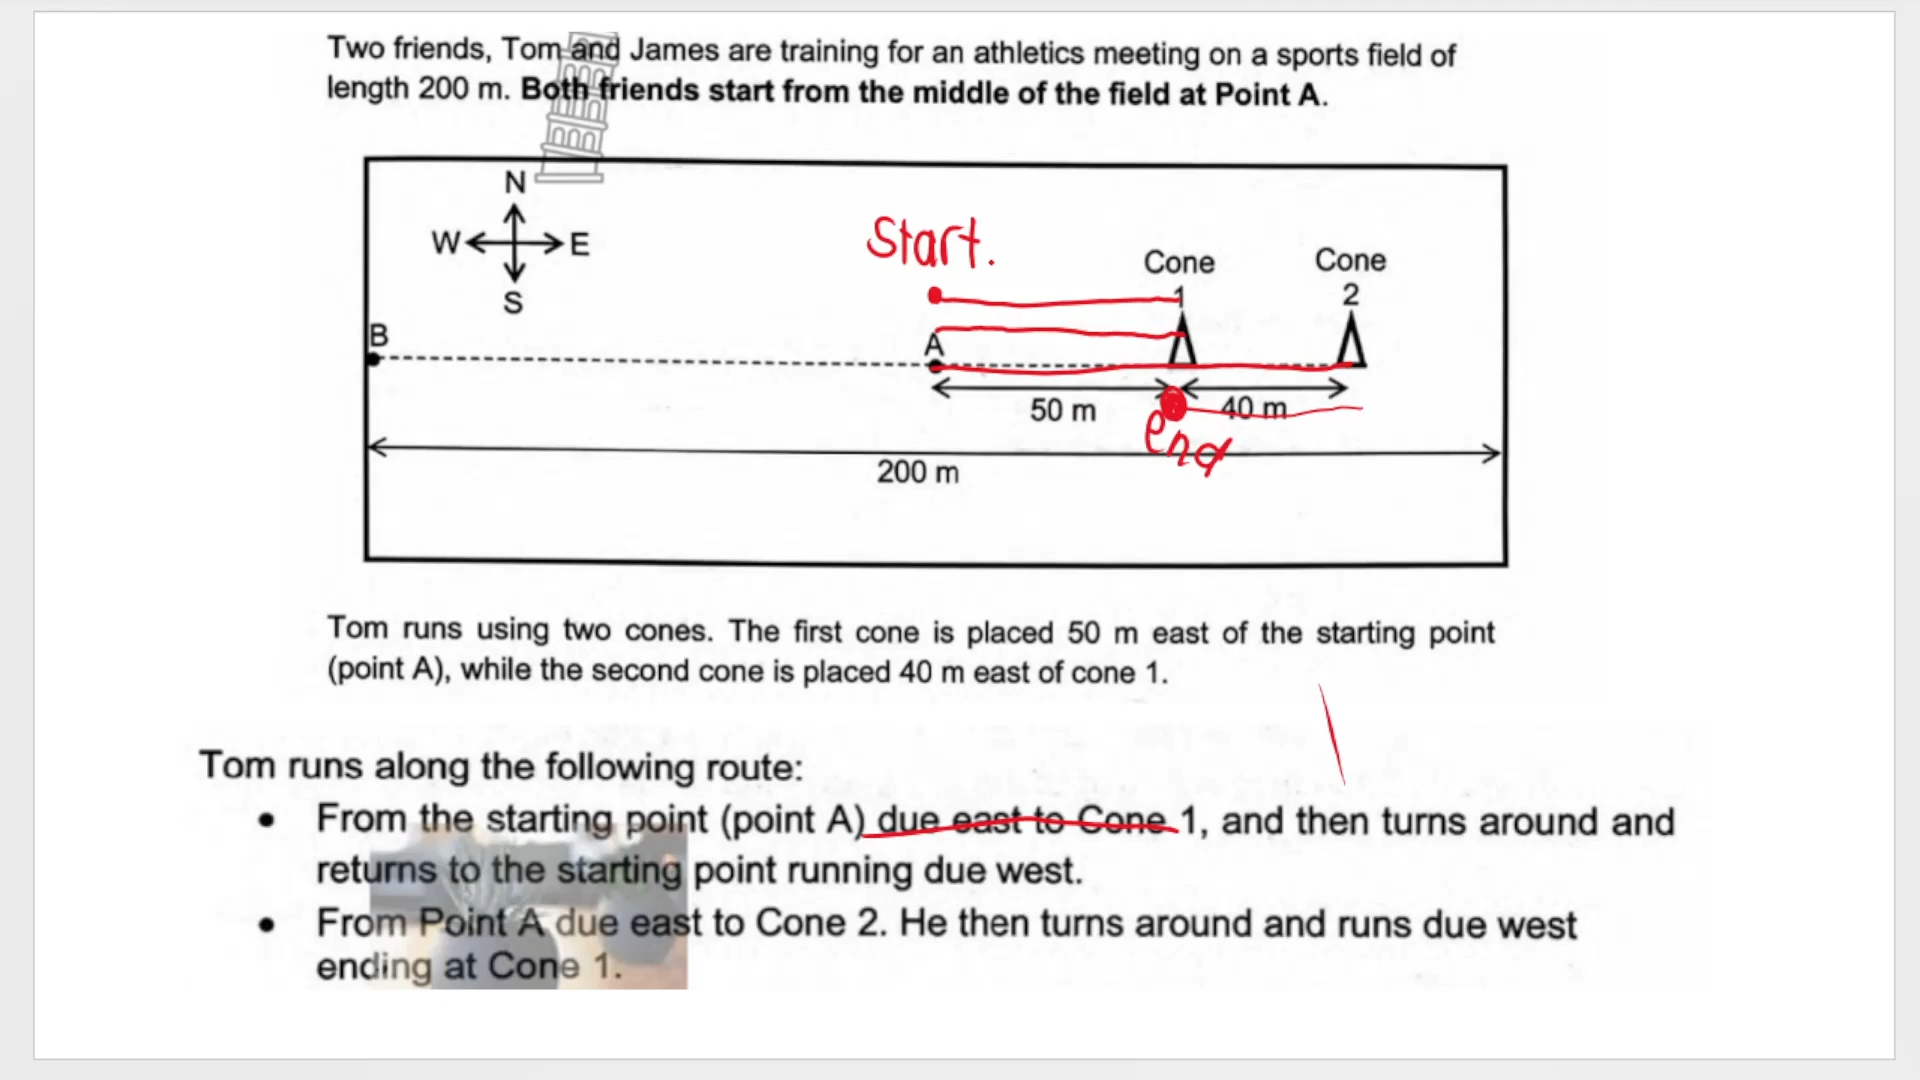 Two friends, Tom and James are training for an athletics meeting on a sports field of
length 200 m. Both friends start from the middle of the field at Point A.
N
W E
S
Start.
Cone
1
Cone
2
B
A
50 m
40 m
end
200 m
Tom runs using two cones. The first cone is placed 50 m east of the starting point
(point A), while the second cone is placed 40 m east of cone 1.
Tom runs along the following route:
• From the starting point (point A) due east to Cone 1, and then turns around and
returns to the starting point running due west.
• From Point A due east to Cone 2. He then turns around and runs due west
ending at Cone 1.